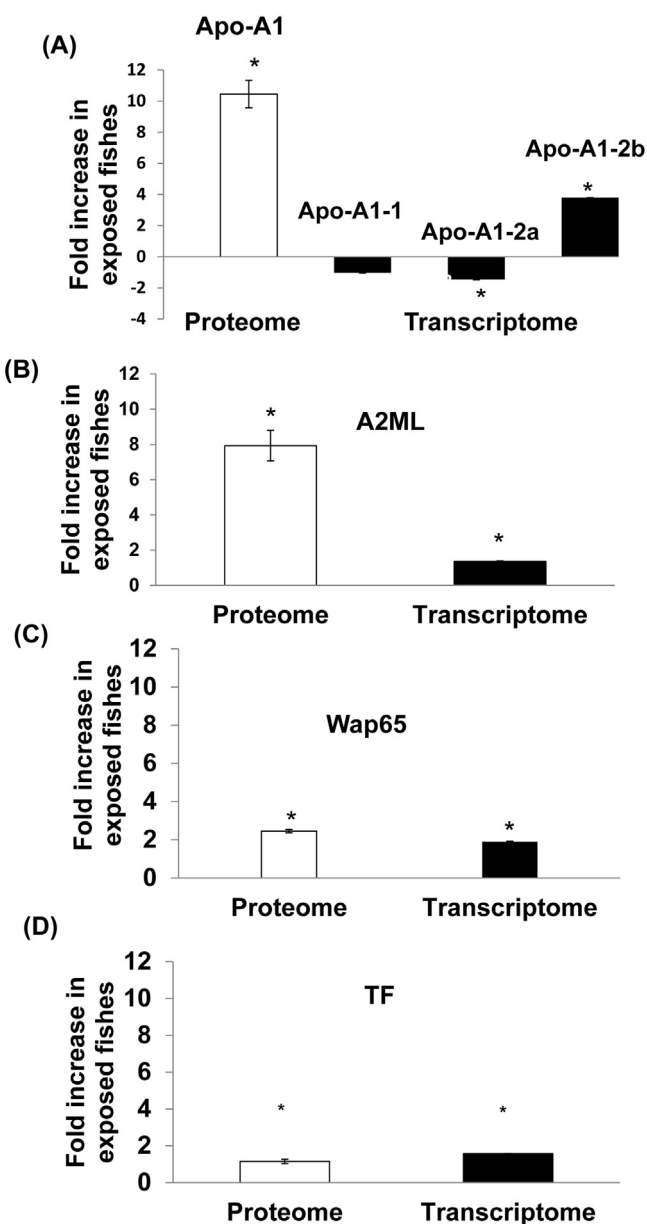 (A)
Apo-A1
*
12
10
8
6
4
2
0
-2
-4
Fold increase in
exposed fishes
Apo-A1-1
Apo-A1-2a
*
Apo-A1-2b
*
Proteome
Transcriptome
(B)
12
10
8
6
4
2
0
Fold increase in
exposed fishes
*
A2ML
*
Proteome
Transcriptome
(C)
12
10
8
6
4
2
0
Fold increase in
exposed fishes
Wap65
*
*
Proteome
Transcriptome
(D)
12
10
8
6
4
2
0
Fold increase in
exposed fishes
TF
*
*
Proteome
Transcriptome